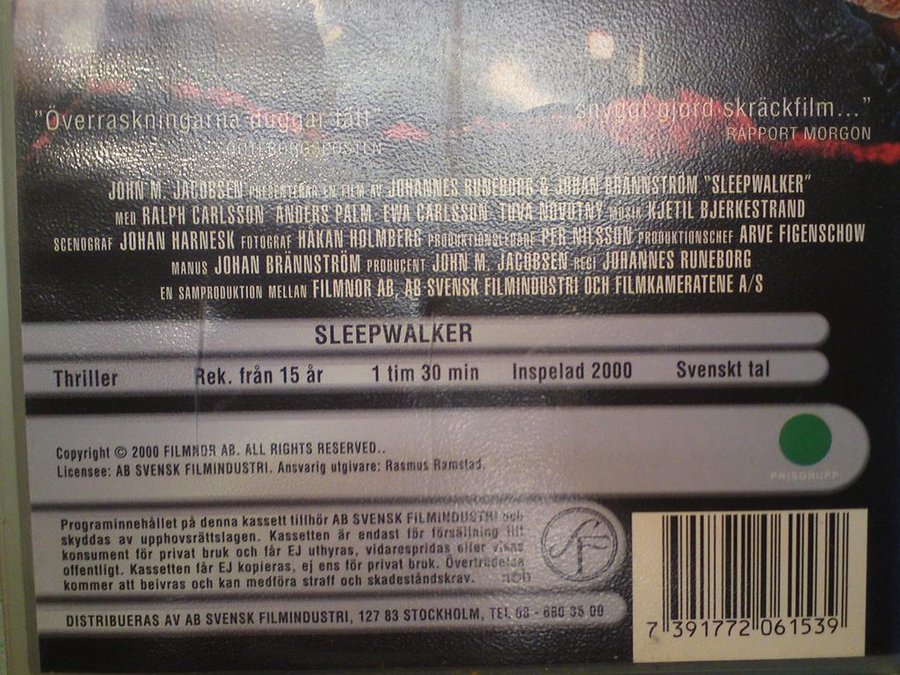 "Överraskningarna duggar tätt"
GÖTEBORGSPOSTEN
...snyggt gjord skräckfilm..."
RAPPORT MORGON
JOHN M. JACOBSEN PRESENTERAR EN FILM AV JOHANNES RUNEBORG & JOHAN BRÄNNSTRÖM "SLEEPWALKER"
MED RALPH CARLSSON ANDERS PALM EWA CARLSSON TUVA NOVOTNY MUSIK KJETIL BJERKESTRAND
SCENOGRAF JOHAN HARNESK FOTOGRAF HÅKAN HOLMBERG PRODUKTIONSLEDARE PER NILSSON PRODUKTIONSCHEF ARVE FIGENSCHOW
MANUS JOHAN BRÄNNSTRÖM PRODUCENT JOHN M. JACOBSEN REGI JOHANNES RUNEBORG
EN SAMPRODUKTION MELLAN FILMNOR AB, AB SVENSK FILMINDUSTRI OCH FILMKAMERATENE A/S
SLEEPWALKER
Thriller Rek. från 15 år 1 tim 30 min Inspelad 2000 Svenskt tal
Copyright © 2000 FILMNOR AB. ALL RIGHTS RESERVED..
Licensee: AB SVENSK FILMINDUSTRI. Ansvarig utgivare: Rasmus Ramstad.
PRISGRUPP
Programinnehållet på denna kassett tillhör AB SVENSK FILMINDUSTRI och
skyddas av upphovsrättslagen. Kassetten är endast för försäljning till
konsument för privat bruk och får EJ uthyras, vidarespridas eller visas
offentligt. Kassetten får EJ kopieras, ej ens för privat bruk. Överträdelse
kommer att beivras och kan medföra straff och skadeståndskrav.
SF
DISTRIBUERAS AV AB SVENSK FILMINDUSTRI, 127 83 STOCKHOLM, TEL 08 - 680 35 00
7 391772 061539